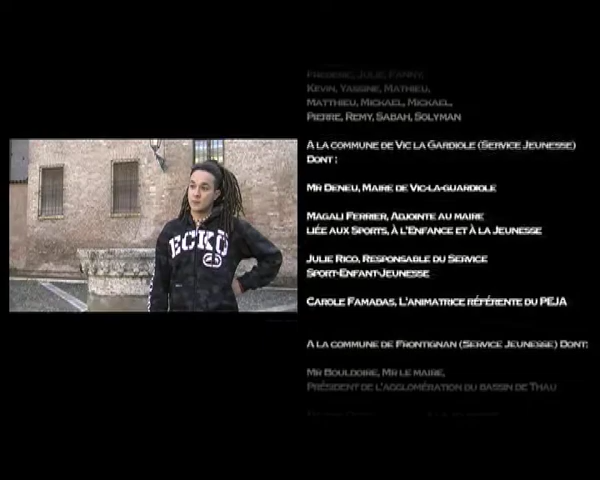 Frederic, Julie, Fanny,
Kevin, Yassine, Mathieu,
Matthieu, Mickael, Mickael,
Pierre, Remy, Sabah, Solyman
A la commune de Vic la Gardiole (Service Jeunesse)
Dont :
Mr Deneu, Maire de Vic-la-guardiole
Magali Ferrier, Adjointe au maire
liée aux Sports, à l'Enfance et à la Jeunesse
Julie Rico, Responsable du Service
Sport-Enfant-Jeunesse
Carole Famadas, L'animatrice référente du PEJA
A la commune de Frontignan (Service Jeunesse) Dont:
Mr Bouldoire, Mr le maire,
Président de l'agglomération du bassin de Thau
ECKŌ